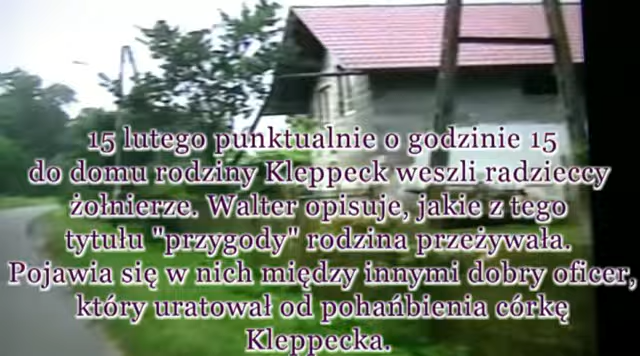 15 lutego punktualnie o godzinie 15
do domu rodziny Kleppeck weszli radzieccy
żołnierze. Walter opisuje, jakie z tego
tytułu "przygody" rodzina przeżywała.
Pojawia się w nich między innymi dobry oficer,
który uratował od pohańbienia córkę
Kleppecka.